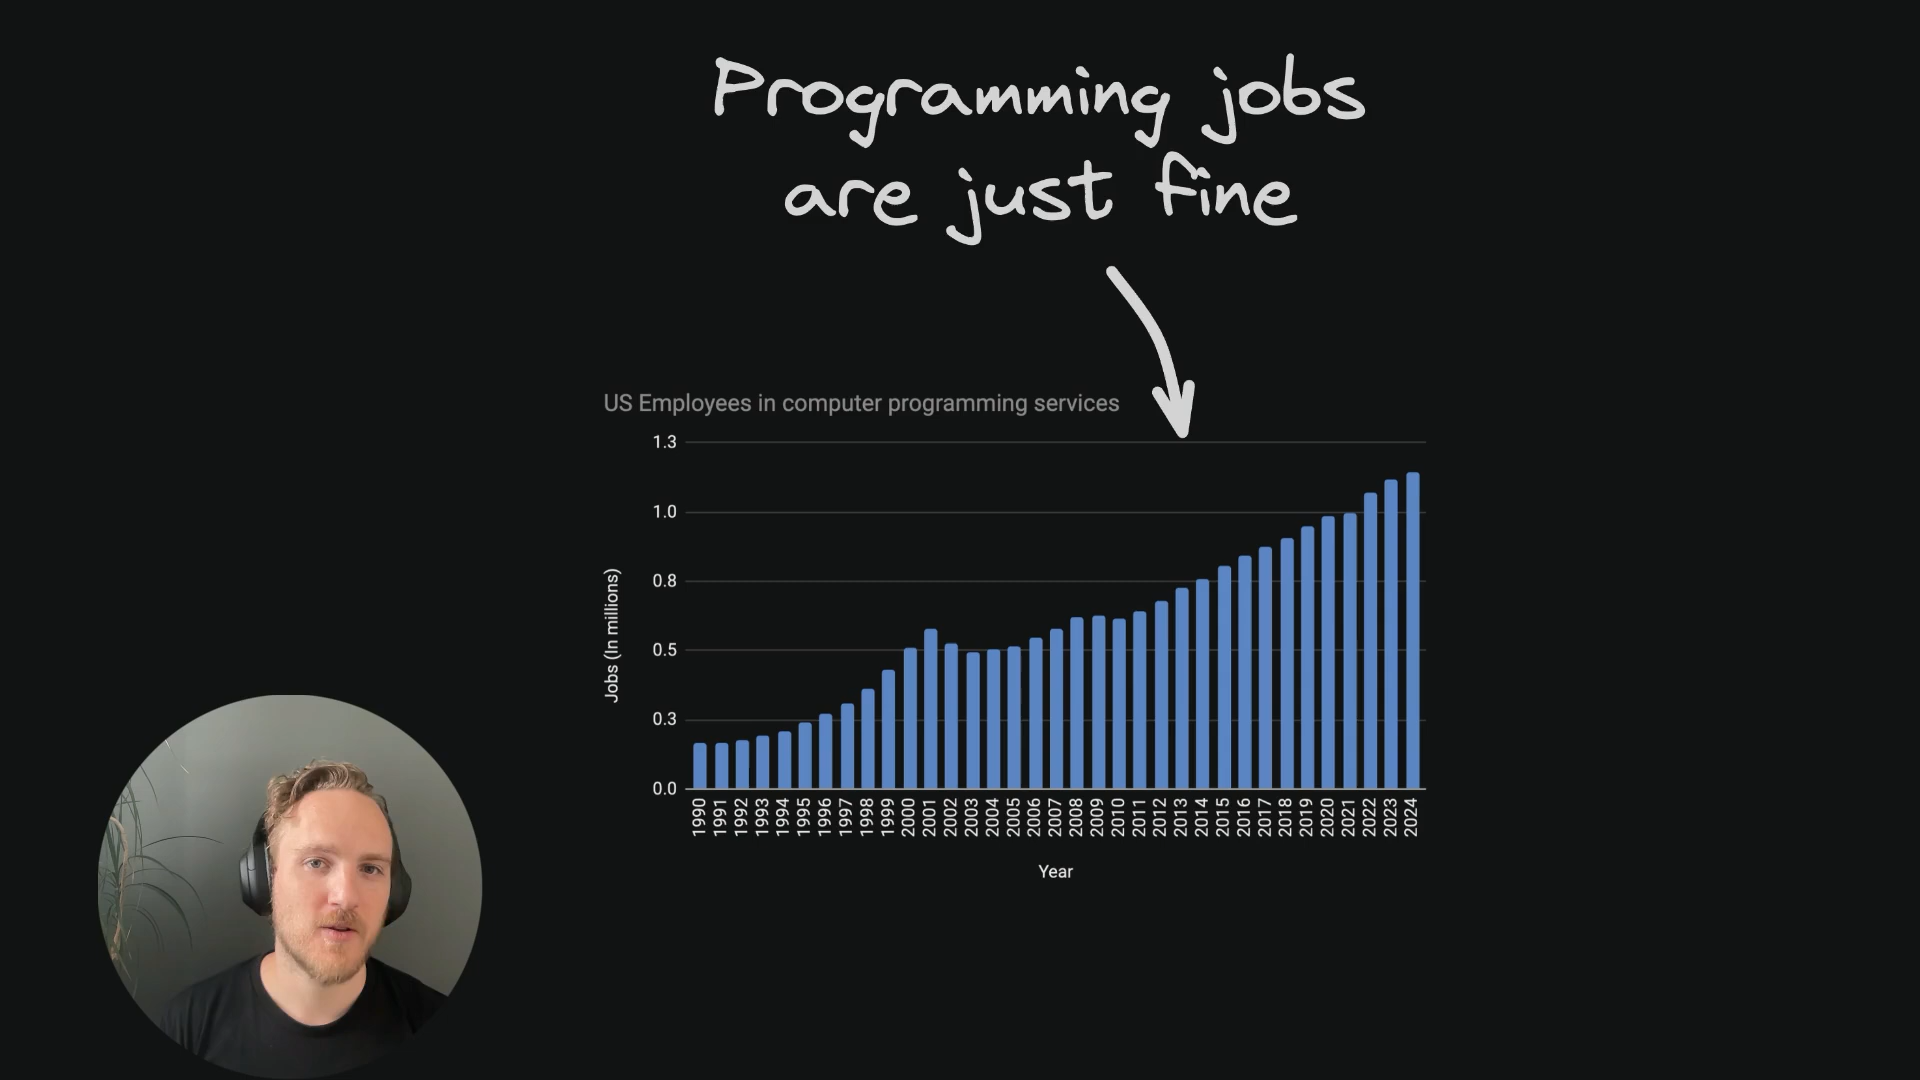 Programming jobs
are just fine
US Employees in computer programming services
Jobs (In millions)
1.3
1.0
0.8
0.5
0.3
0.0
1990 1991 1992 1993 1994 1995 1996 1997 1998 1999 2000 2001 2002 2003 2004 2005 2006 2007 2008 2009 2010 2011 2012 2013 2014 2015 2016 2017 2018 2019 2020 2021 2022 2023 2024
Year